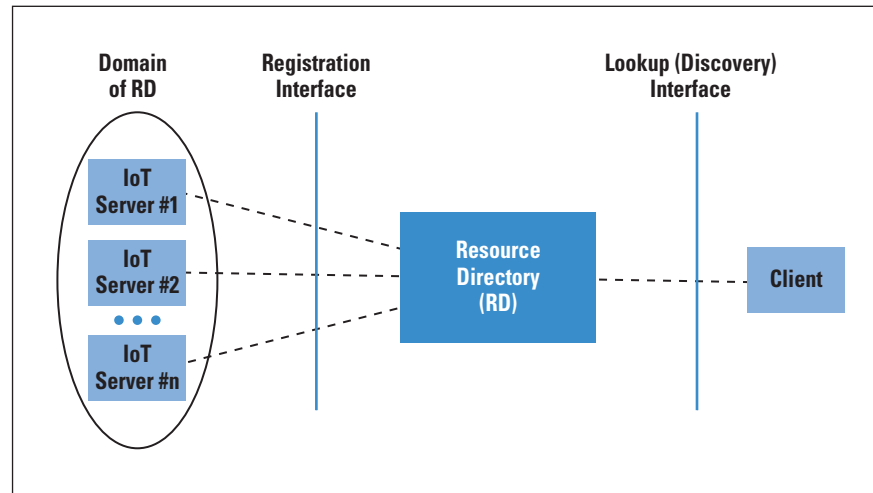 Domain
of RD
Registration
Interface
Lookup (Discovery)
Interface
IoT
Server #1
IoT
Server #2
IoT
Server #n
Resource
Directory
(RD)
Client